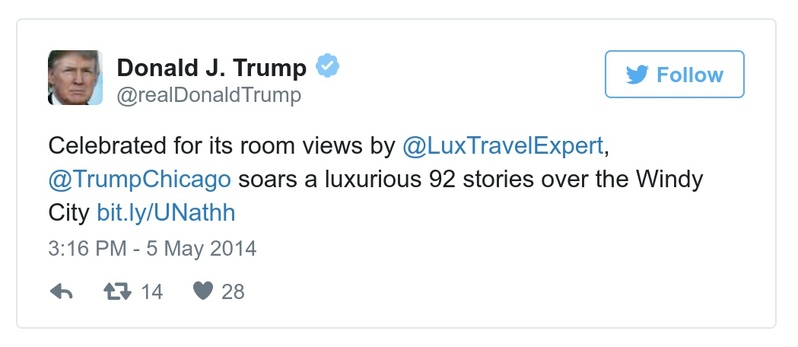 Donald J. Trump
@realDonaldTrump
Follow
Celebrated for its room views by @LuxTravelExpert,
@TrumpChicago soars a luxurious 92 stories over the Windy
City bit.ly/UNathh
3:16 PM - 5 May 2014
14 28